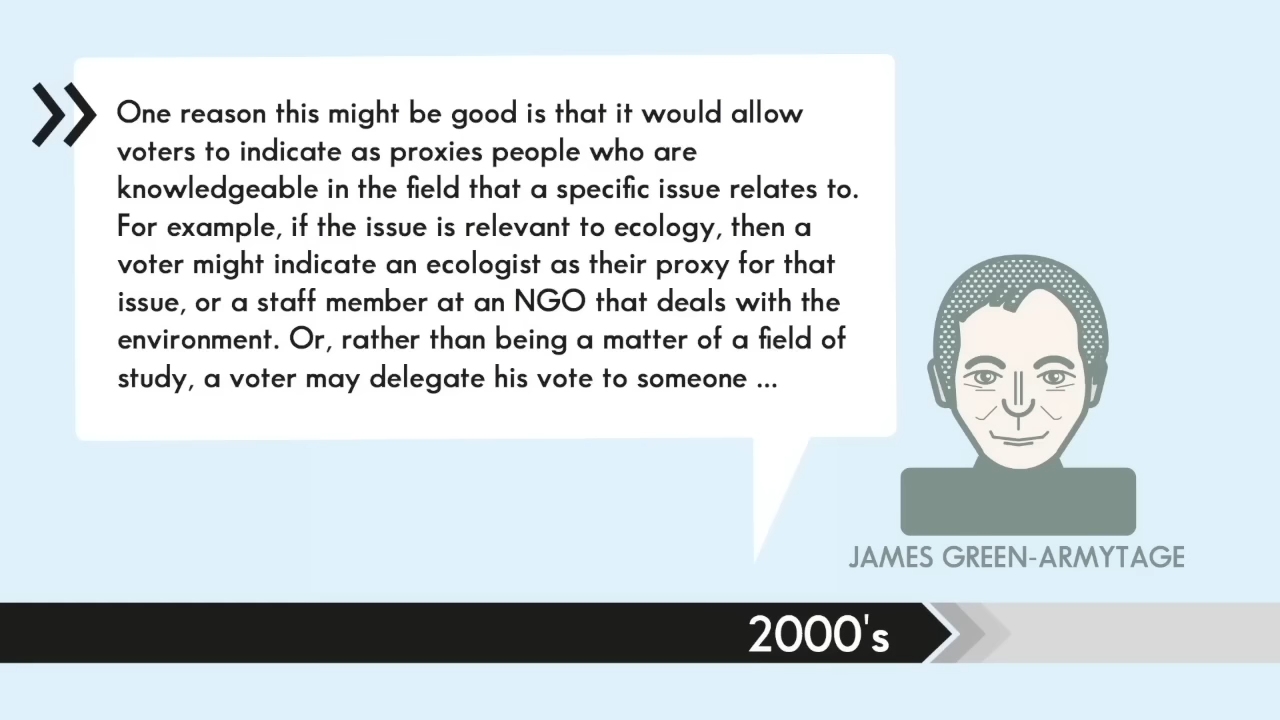 One reason this might be good is that it would allow
voters to indicate as proxies people who are
knowledgeable in the field that a specific issue relates to.
For example, if the issue is relevant to ecology, then a
voter might indicate an ecologist as their proxy for that
issue, or a staff member at an NGO that deals with the
environment. Or, rather than being a matter of a field of
study, a voter may delegate his vote to someone ...
JAMES GREEN-ARMYTAGE
2000's